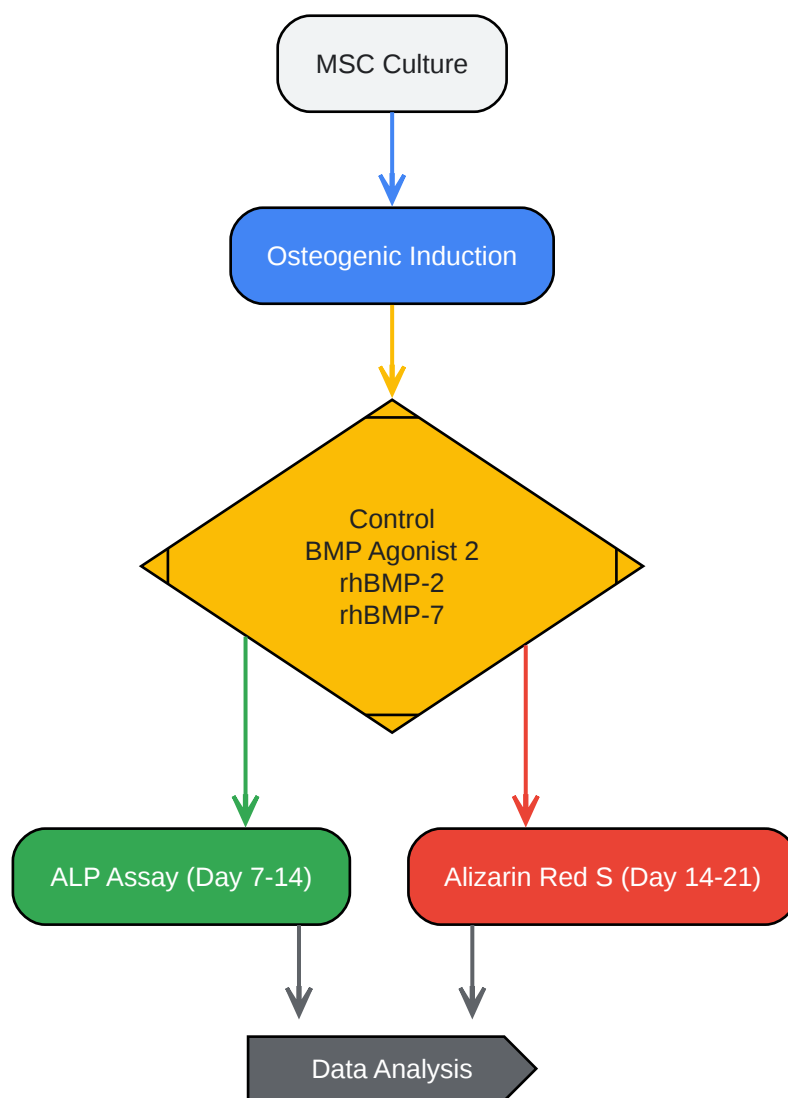 MSC Culture
Osteogenic Induction
Control
BMP Agonist 2
rhBMP-2
rhBMP-7
ALP Assay (Day 7-14)
Alizarin Red S (Day 14-21)
Data Analysis